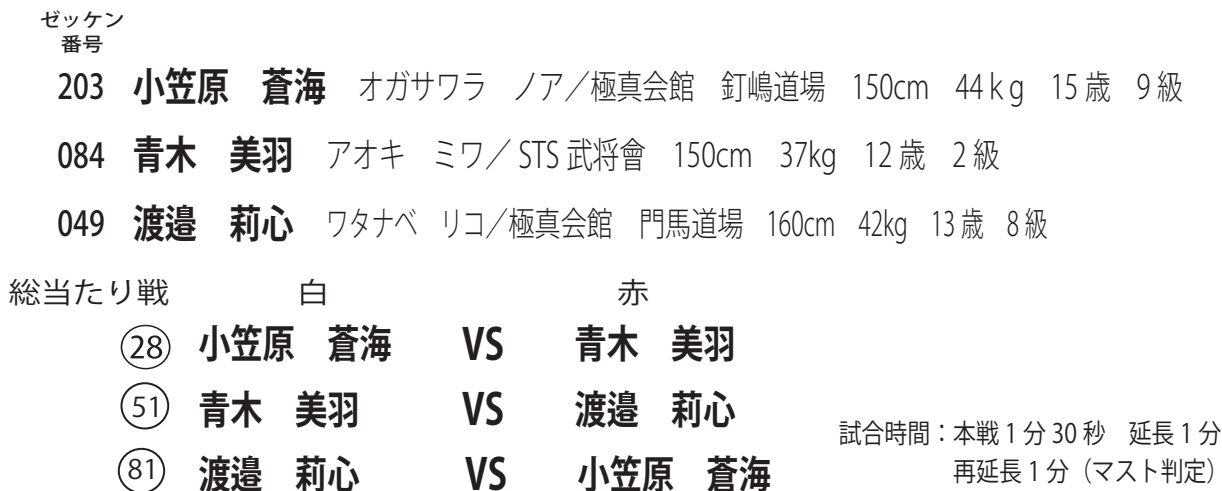 ゼッケン
番号
203 小笠原 蒼海 オガサワラ ノア／極真会館 釘嶋道場 150cm 44kg 15歳 9級
084 青木 美羽 アオキ ミワ／STS武将會 150cm 37kg 12歳 2級
049 渡邉 莉心 ワタナベ リコ／極真会館 門馬道場 160cm 42kg 13歳 8級
総当たり戦 白 赤
㉘ 小笠原 蒼海 VS 青木 美羽
51 青木 美羽 VS 渡邉 莉心
81 渡邉 莉心 VS 小笠原 蒼海
試合時間：本戦1分30秒 延長1分
再延長1分（マスト判定）